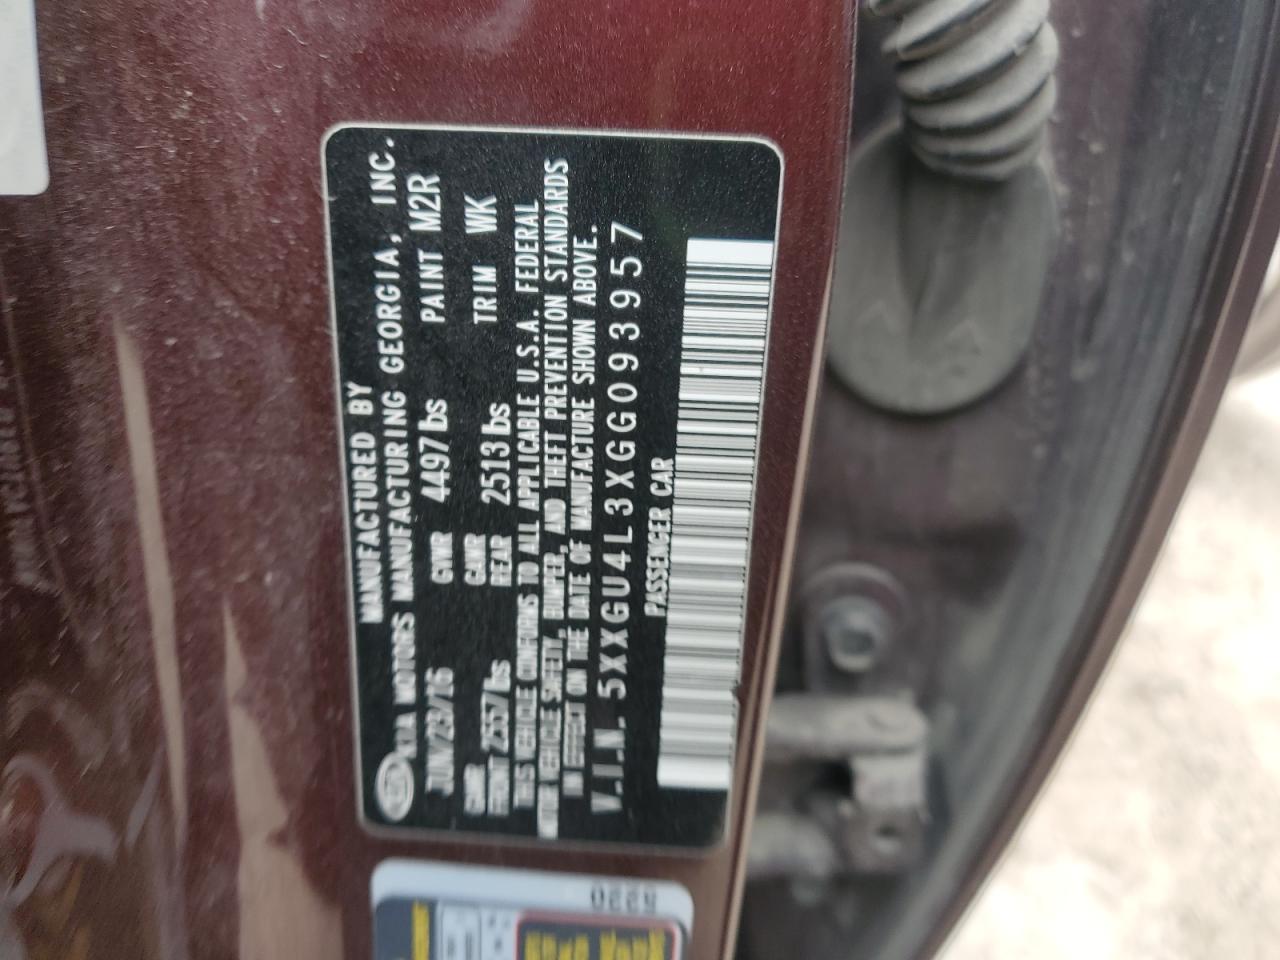 MANUFACTURED BY
KIA MOTORS MANUFACTURING GEORGIA, INC.
JUN/23/16 GVWR 4497 lbs PAINT M2R
GAWR FRONT 2557 lbs GAWR REAR 2513 lbs TRIM WK
THIS VEHICLE CONFORMS TO ALL APPLICABLE U.S.A. FEDERAL
MOTOR VEHICLE SAFETY, BUMPER, AND THEFT PREVENTION STANDARDS
IN EFFECT ON THE DATE OF MANUFACTURE SHOWN ABOVE.
V.I.N. 5XXGU4L3XGG093957
PASSENGER CAR
5220